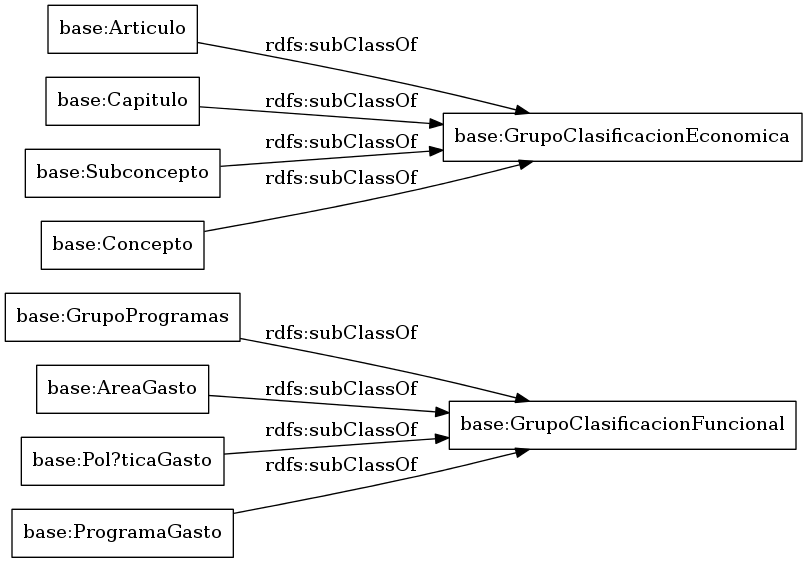 base:Articulo
rdfs:subClassOf
base:Capitulo
rdfs:subClassOf
base:GrupoClasificacionEconomica
rdfs:subClassOf
base:Subconcepto
rdfs:subClassOf
base:Concepto
base:GrupoProgramas
rdfs:subClassOf
base:AreaGasto
rdfs:subClassOf
base:GrupoClasificacionFuncional
rdfs:subClassOf
base:Pol?ticaGasto
rdfs:subClassOf
base:ProgramaGasto